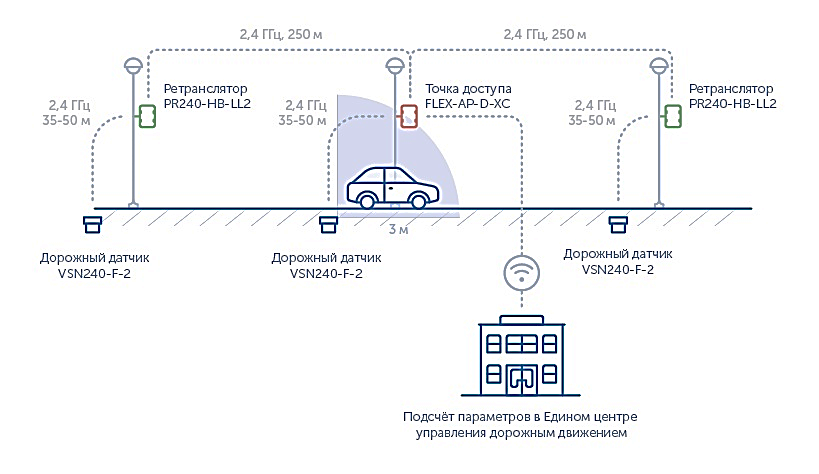 2,4 ГГц, 250 м
2,4 ГГц, 250 м
Ретранслятор
PR240-HB-LL2
Точка доступа
FLEX-AP-D-XC
Ретранслятор
PR240-HB-LL2
2,4 ГГц
35-50 м
2,4 ГГц
35-50 м
2,4 ГГц
35-50 м
3 м
Дорожный датчик
VSN240-F-2
Дорожный датчик
VSN240-F-2
Дорожный датчик
VSN240-F-2
Подсчёт параметров в Едином центре
управления дорожным движением